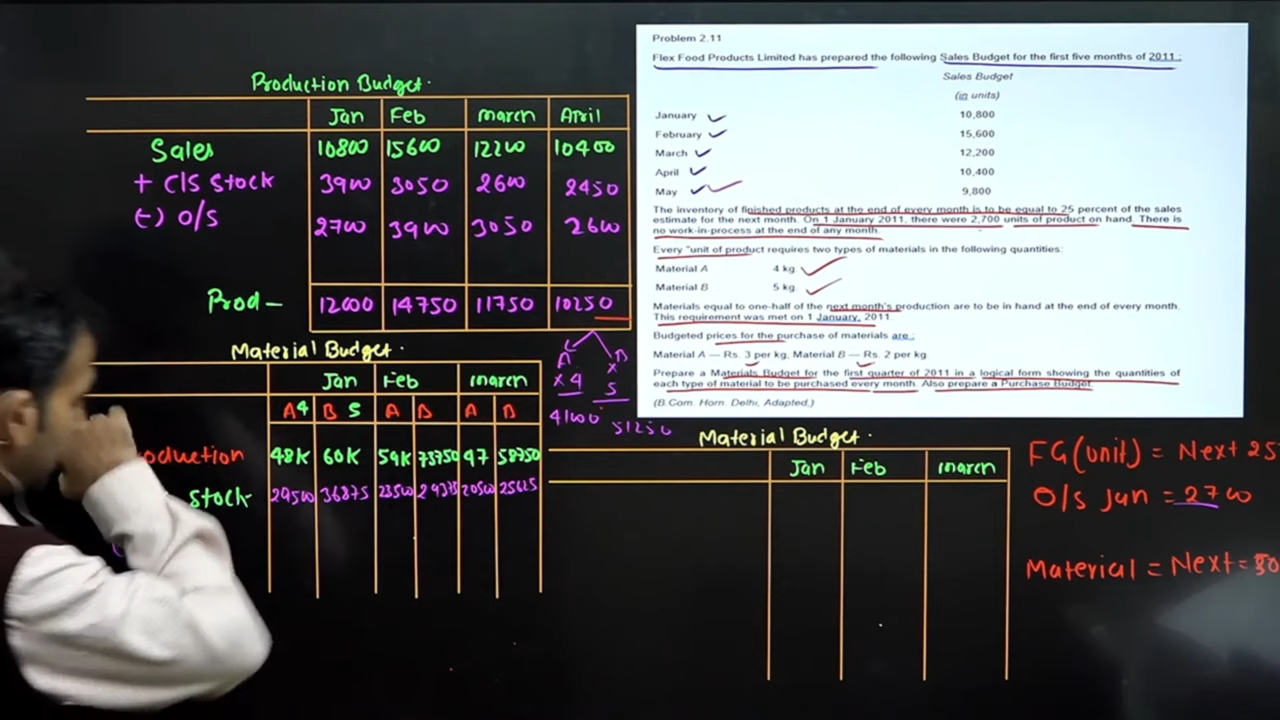 Production Budget.
Jan Feb march April
Sales 10800 15600 12200 10400
+ C/S stock 3900 3050 2600 2450
(-) O/S 2700 3900 3050 2600
Prod - 12000 14750 11750 10250
A B
x 4 x 5
41000 51250
Material Budget.
Jan Feb march
A 4 B 5 A B A B
oduction 48K 60K 59K 73750 47 58750
stock 29500 36875 23500 29375 20500 25625
Problem 2.11
Flex Food Products Limited has prepared the following Sales Budget for the first five months of 2011 :
Sales Budget
(in units)
January 10,800
February 15,600
March 12,200
April 10,400
May 9,800
The inventory of finished products at the end of every month is to be equal to 25 percent of the sales
estimate for the next month. On 1 January 2011, there were 2,700 units of product on hand. There is
no work-in-process at the end of any month.
Every "unit of product requires two types of materials in the following quantities:
Material A 4 kg
Material B 5 kg
Materials equal to one-half of the next month's production are to be in hand at the end of every month.
This requirement was met on 1 January, 2011
Budgeted prices for the purchase of materials are :
Material A — Rs. 3 per kg, Material B — Rs. 2 per kg
Prepare a Materials Budget for the first quarter of 2011 in a logical form showing the quantities of
each type of material to be purchased every month. Also prepare a Purchase Budget.
(B.Com. Horn. Delhi, Adapted.)
Material Budget.
Jan Feb march
FG (unit) = Next 25
O/S Jan = 2700
Material = Next = 50